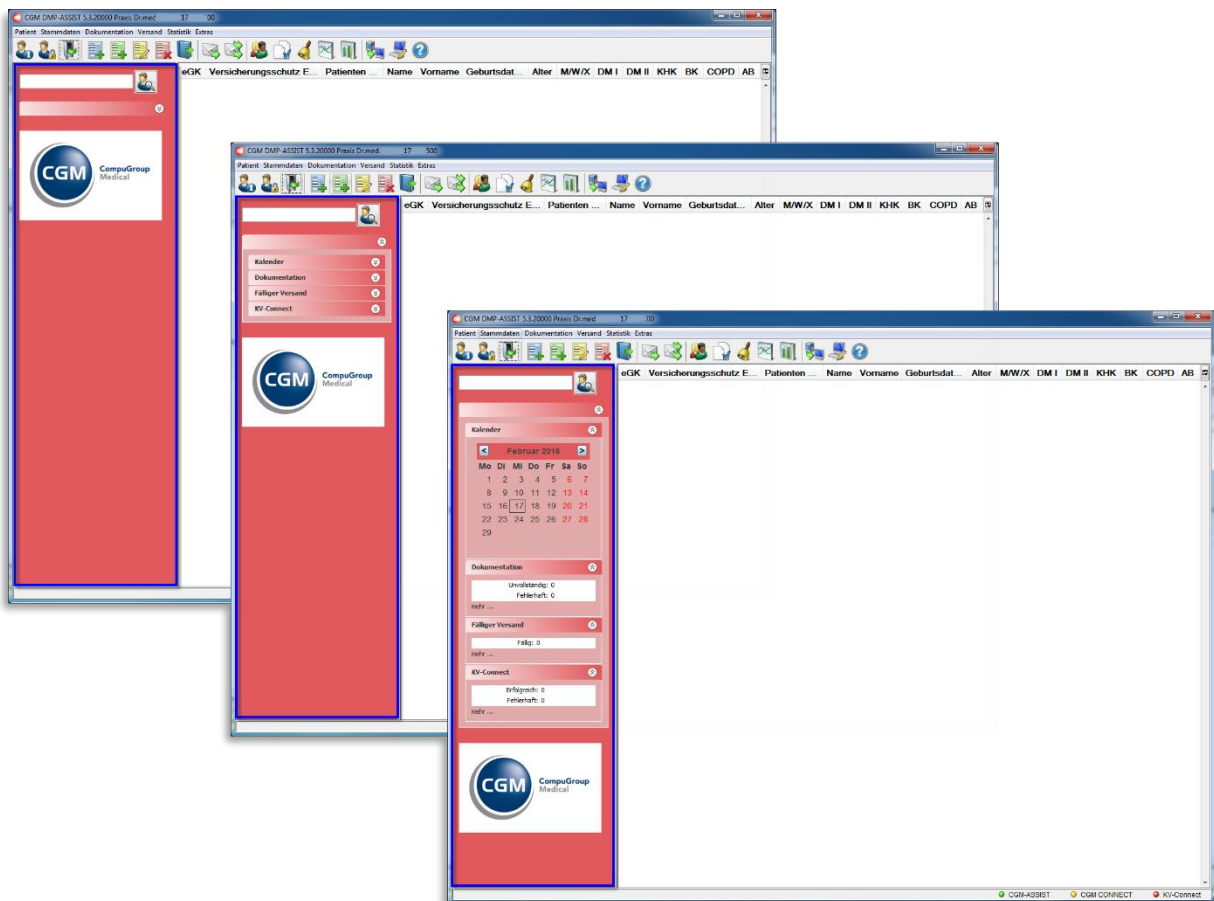 CGM DMP-ASSIST 5.3.20000 Praxis Dr.med 17 00
Patient Stammdaten Dokumentation Versand Statistik Extras
eGK Versicherungsschutz E... Patienten ... Name Vorname Geburtsdat... Alter M/W/X DM I DM II KHK BK COPD AB
CGM CompuGroup
Medical
CGM DMP-ASSIST 5.3.20000 Praxis Dr.med. 17 500
Patient Stammdaten Dokumentation Versand Statistik Extras
eGK Versicherungsschutz E... Patienten ... Name Vorname Geburtsdat... Alter M/W/X DM I DM II KHK BK COPD AB
Kalender
Dokumentation
Fälliger Versand
KV-Connect
CGM CompuGroup
Medical
CGM DMP-ASSIST 5.3.20000 Praxis Dr.med 17 00
Patient Stammdaten Dokumentation Versand Statistik Extras
eGK Versicherungsschutz E... Patienten ... Name Vorname Geburtsdat... Alter M/W/X DM I DM II KHK BK COPD AB
Kalender
Februar 2016
Mo Di Mi Do Fr Sa So
1 2 3 4 5 6 7
8 9 10 11 12 13 14
15 16 17 18 19 20 21
22 23 24 25 26 27 28
29
Dokumentation
Unvollständig: 0
Fehlerhaft: 0
mehr ...
Fälliger Versand
Fällig: 0
mehr ...
KV-Connect
Erfolgreich: 0
Fehlerhaft: 0
mehr ...
CGM CompuGroup
Medical
CGM-ASSIST CGM CONNECT KV-Connect